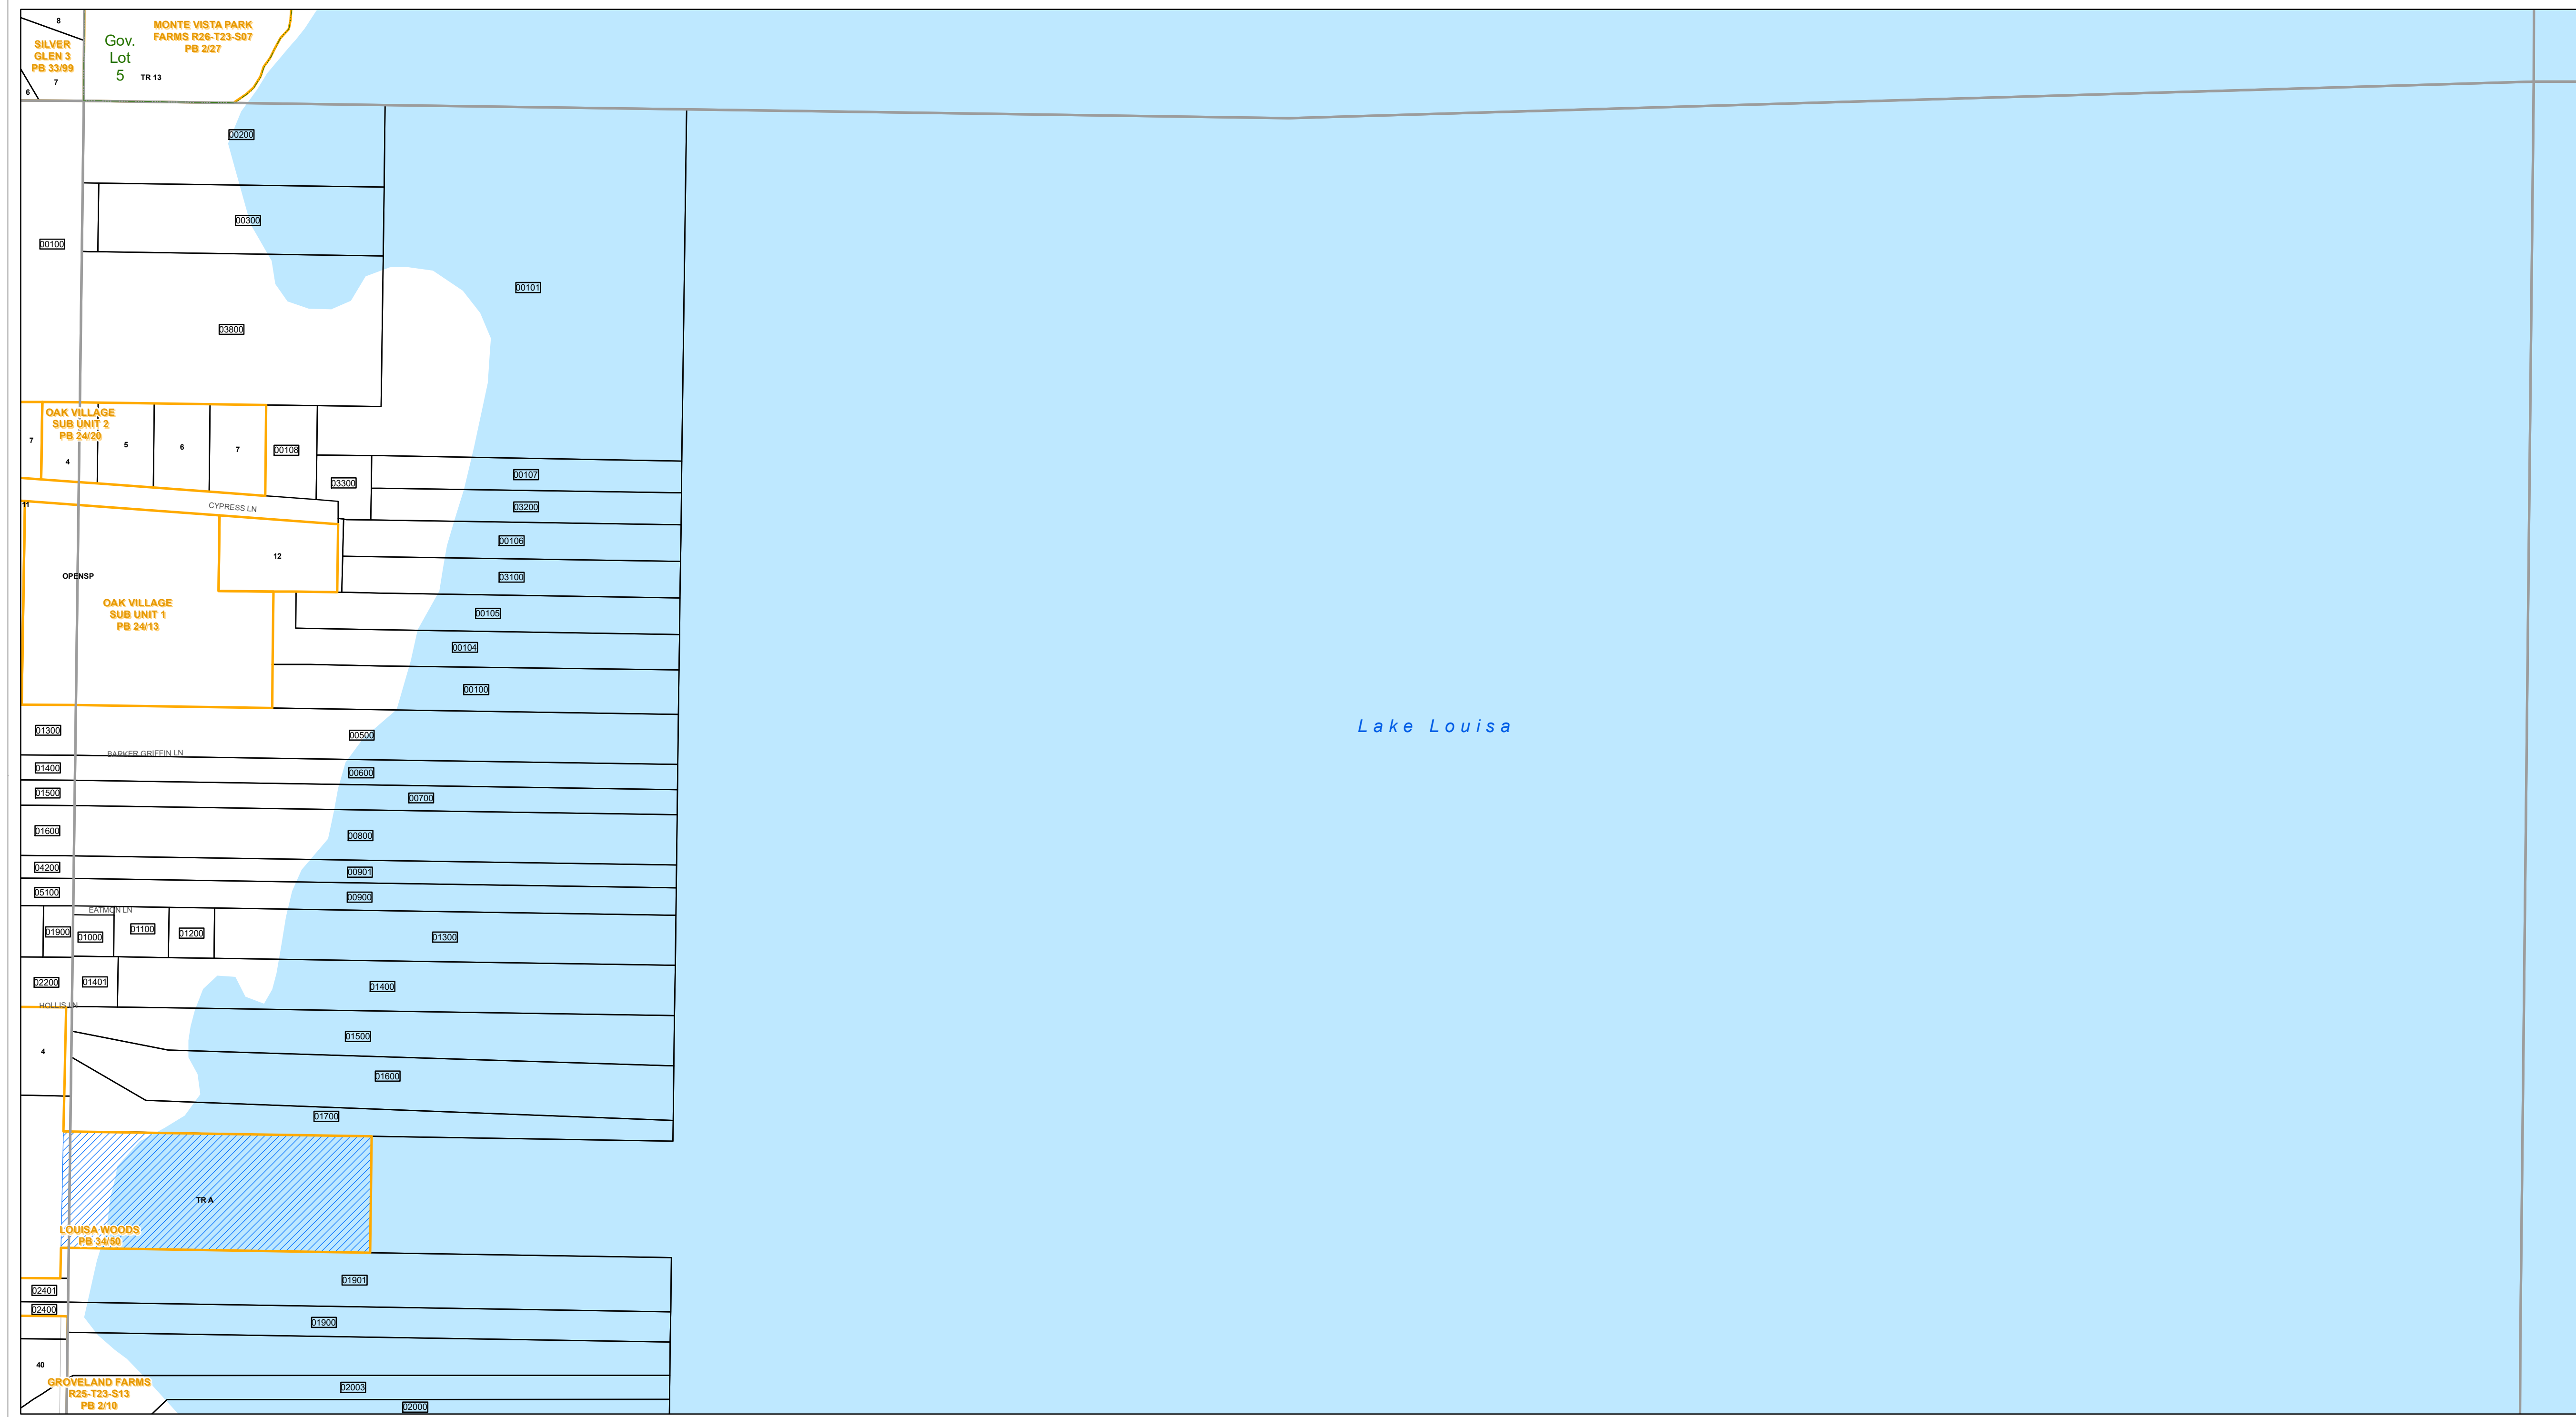 8
MONTE VISTA PARK
FARMS R26-T23-S07
PB 2/27
SILVER
GLEN 3
PB 33/99
Gov.
Lot
5
TR 13
7
6
00200
00300
00100
00101
03800
OAK VILLAGE
SUB UNIT 2
PB 24/20
7
4
5
6
7
00108
00107
03300
03200
CYPRESS LN
11
00106
12
OPENSP
03100
OAK VILLAGE
SUB UNIT 1
PB 24/13
00105
00104
00100
Lake Louisa
01300
00500
BARKER GRIFFIN LN
01400
00600
01500
00700
01600
00800
04200
00901
05100
00900
EATMON LN
01900
01000
01100
01200
01300
02200
01401
01400
HOLLIS LN
01500
4
01600
01700
TR A
LOUISA WOODS
PB 34/50
01901
02401
02400
01900
40
GROVELAND FARMS
R25-T23-S13
PB 2/10
02003
02000